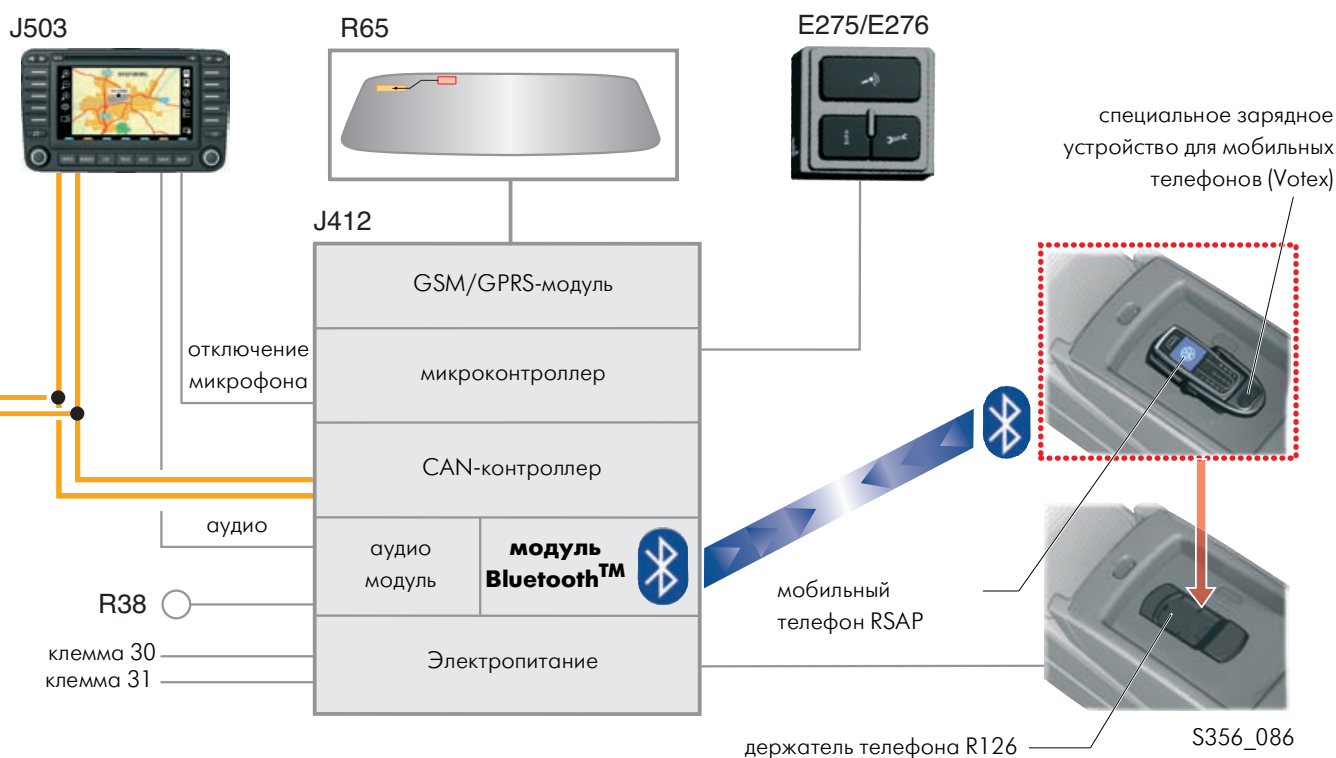 J503
R65
E275/E276
специальное зарядное
устройство для мобильных
телефонов (Votex)
J412
GSM/GPRS-модуль
отключение
микрофона
микроконтроллер
CAN-контроллер
аудио
аудио
модуль
модуль
Bluetooth™
мобильный
телефон RSAP
R38
клемма 30
клемма 31
Электропитание
держатель телефона R126
S356_086